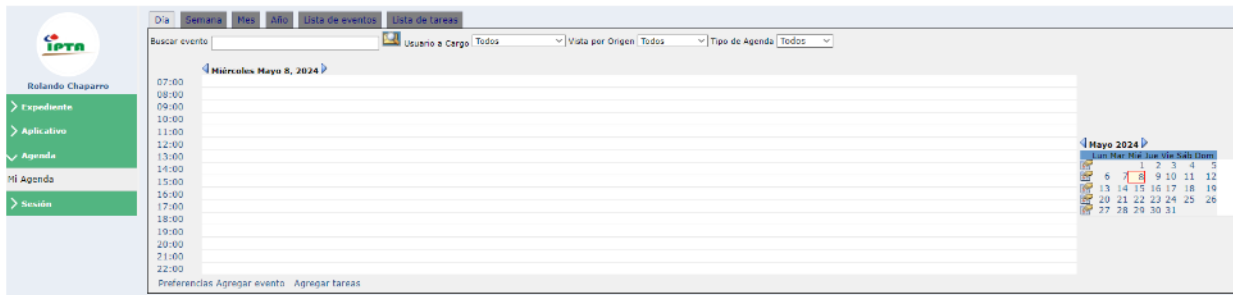 ipta
Rolando Chaparro
Expediente
Aplicativo
Agenda
Mi Agenda
Sesión
Día Semana Mes Año Lista de eventos Lista de tareas
Buscar evento Usuario a Cargo Todos Vista por Origen Todos Tipo de Agenda Todos
Miércoles Mayo 8, 2024
07:00
08:00
09:00
10:00
11:00
12:00
13:00
14:00
15:00
16:00
17:00
18:00
19:00
20:00
21:00
22:00
Preferencias Agregar evento Agregar tareas
Mayo 2024
Lun Mar Mié Jue Vie Sáb Dom
1 2 3 4 5
6 7 8 9 10 11 12
13 14 15 16 17 18 19
20 21 22 23 24 25 26
27 28 29 30 31